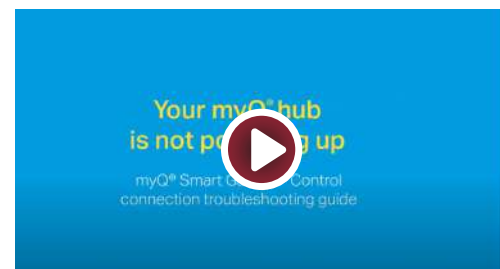 Your myQ® hub
is not up
myQ® Smart Control
connection troubleshooting guide